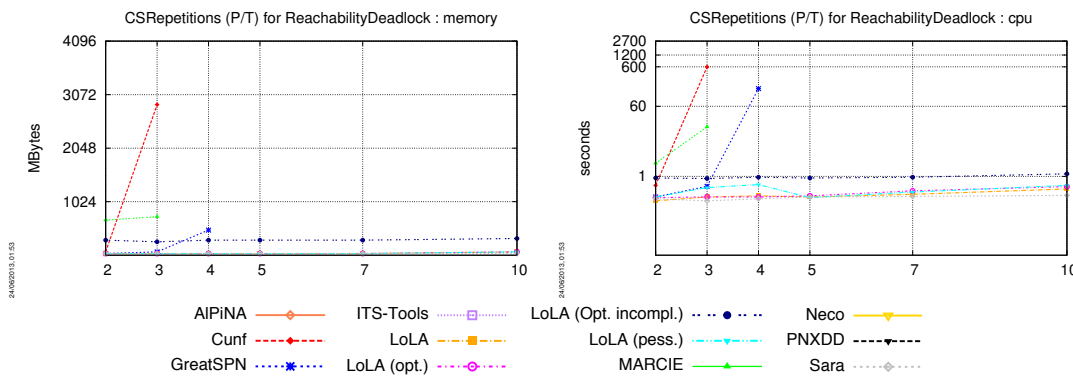 CSRepetitions (P/T) for ReachabilityDeadlock : memory
4096
3072
2048
1024
MBytes
2 3 4 5 7 10
24/06/2013, 01:53
CSRepetitions (P/T) for ReachabilityDeadlock : cpu
2700
1200
600
60
1
seconds
2 3 4 5 7 10
24/06/2013, 01:53
AlPiNA ITS-Tools LoLA (Opt. incompl.) Neco
Cunf LoLA LoLA (pess.) PNXDD
GreatSPN LoLA (opt.) MARCIE Sara